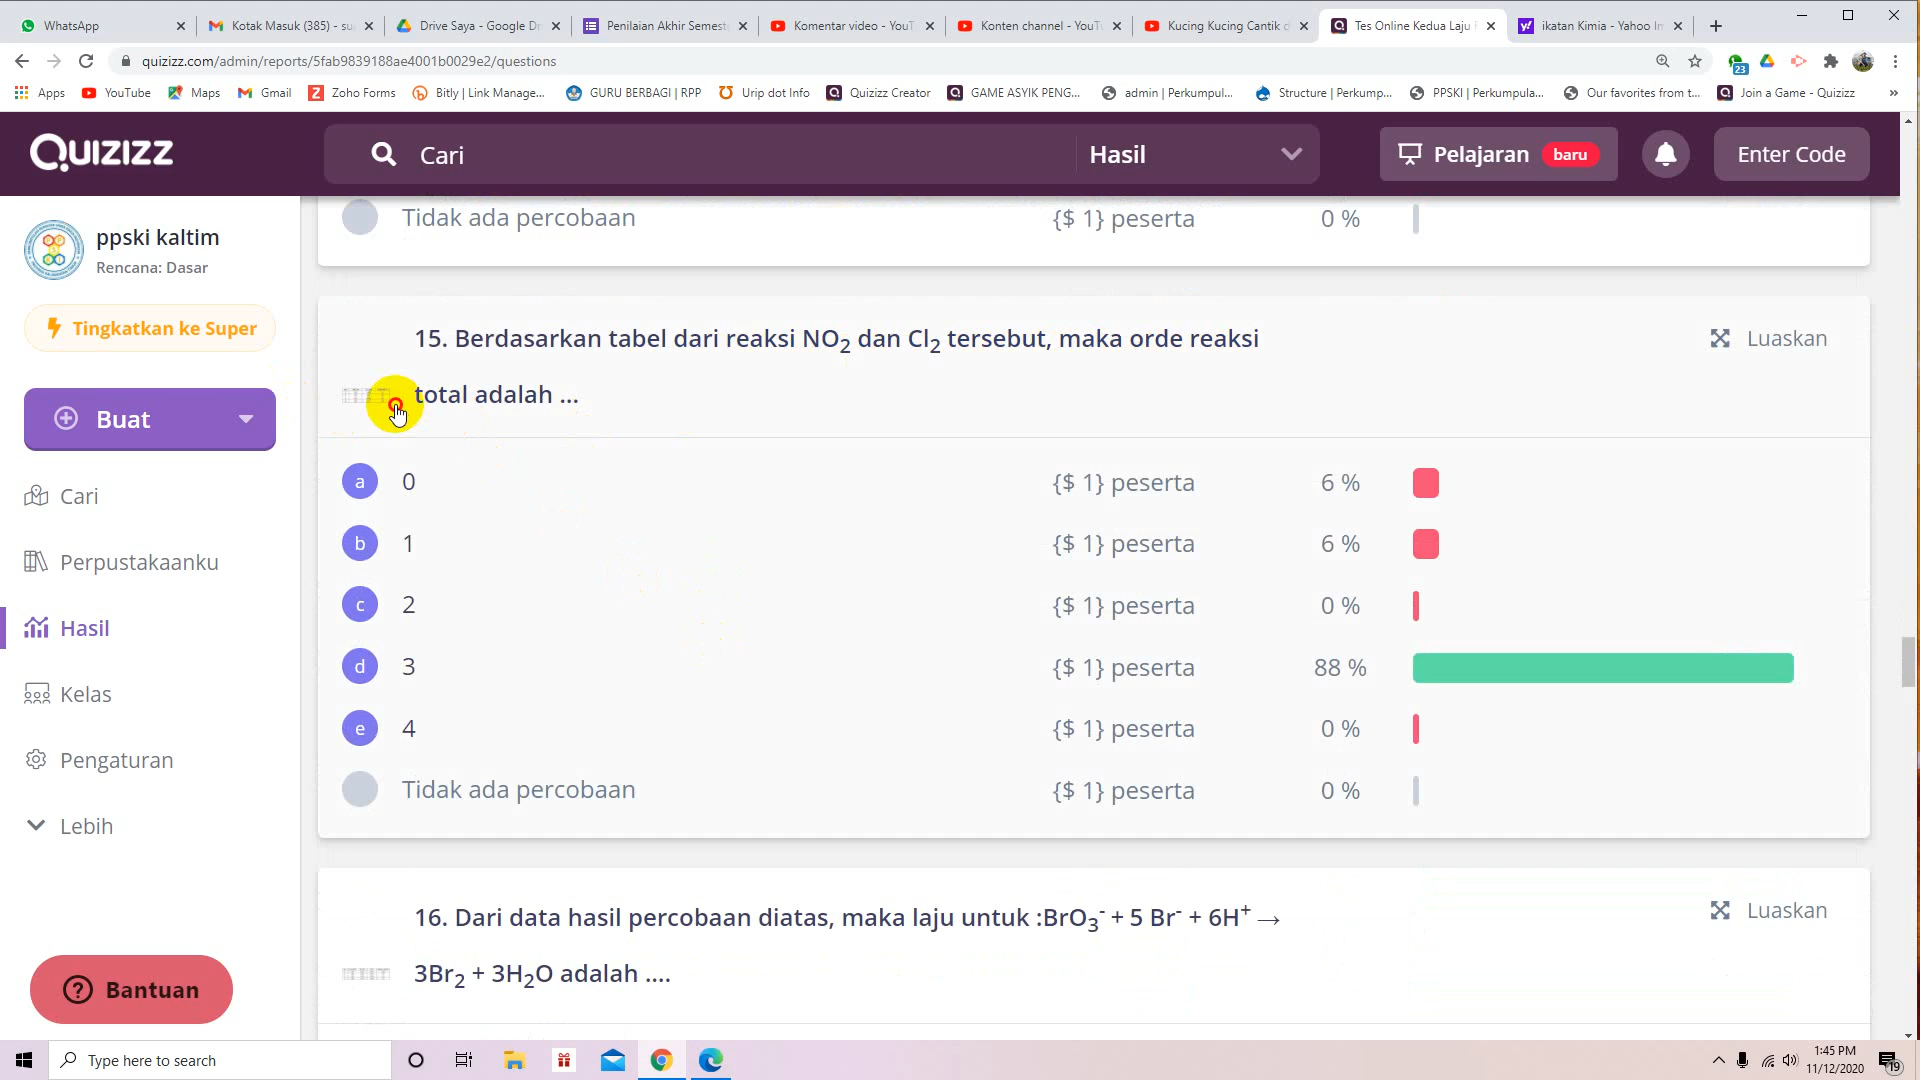 WhatsApp
Kotak Masuk (385) - su
Drive Saya - Google Dr
Penilaian Akhir Semest
Komentar video - YouT
Konten channel - YouTu
Kucing Kucing Cantik d
Tes Online Kedua Laju
ikatan Kimia - Yahoo Im
quizizz.com/admin/reports/5fab9839188ae4001b0029e2/questions
23
Apps
YouTube
Maps
Gmail
Zoho Forms
Bitly | Link Manage...
GURU BERBAGI | RPP
Urip dot Info
Quizizz Creator
GAME ASYIK PENG...
admin | Perkumpul...
Structure | Perkump...
PPSKI | Perkumpula...
Our favorites from t...
Join a Game - Quizizz
QUIZIZZ
Cari
Hasil
Pelajaran baru
Enter Code
ppski kaltim
Rencana: Dasar
Tingkatkan ke Super
Buat
Cari
Perpustakaanku
Hasil
Kelas
Pengaturan
Lebih
Bantuan
Tidak ada percobaan {$ 1} peserta 0 %
15. Berdasarkan tabel dari reaksi NO₂ dan Cl₂ tersebut, maka orde reaksi
total adalah ...
Luaskan
a 0 {$ 1} peserta 6 %
b 1 {$ 1} peserta 6 %
c 2 {$ 1} peserta 0 %
d 3 {$ 1} peserta 88 %
e 4 {$ 1} peserta 0 %
Tidak ada percobaan {$ 1} peserta 0 %
16. Dari data hasil percobaan diatas, maka laju untuk :BrO₃⁻ + 5 Br⁻ + 6H⁺ →
3Br₂ + 3H₂O adalah ....
Luaskan
Type here to search
1:45 PM
11/12/2020
19